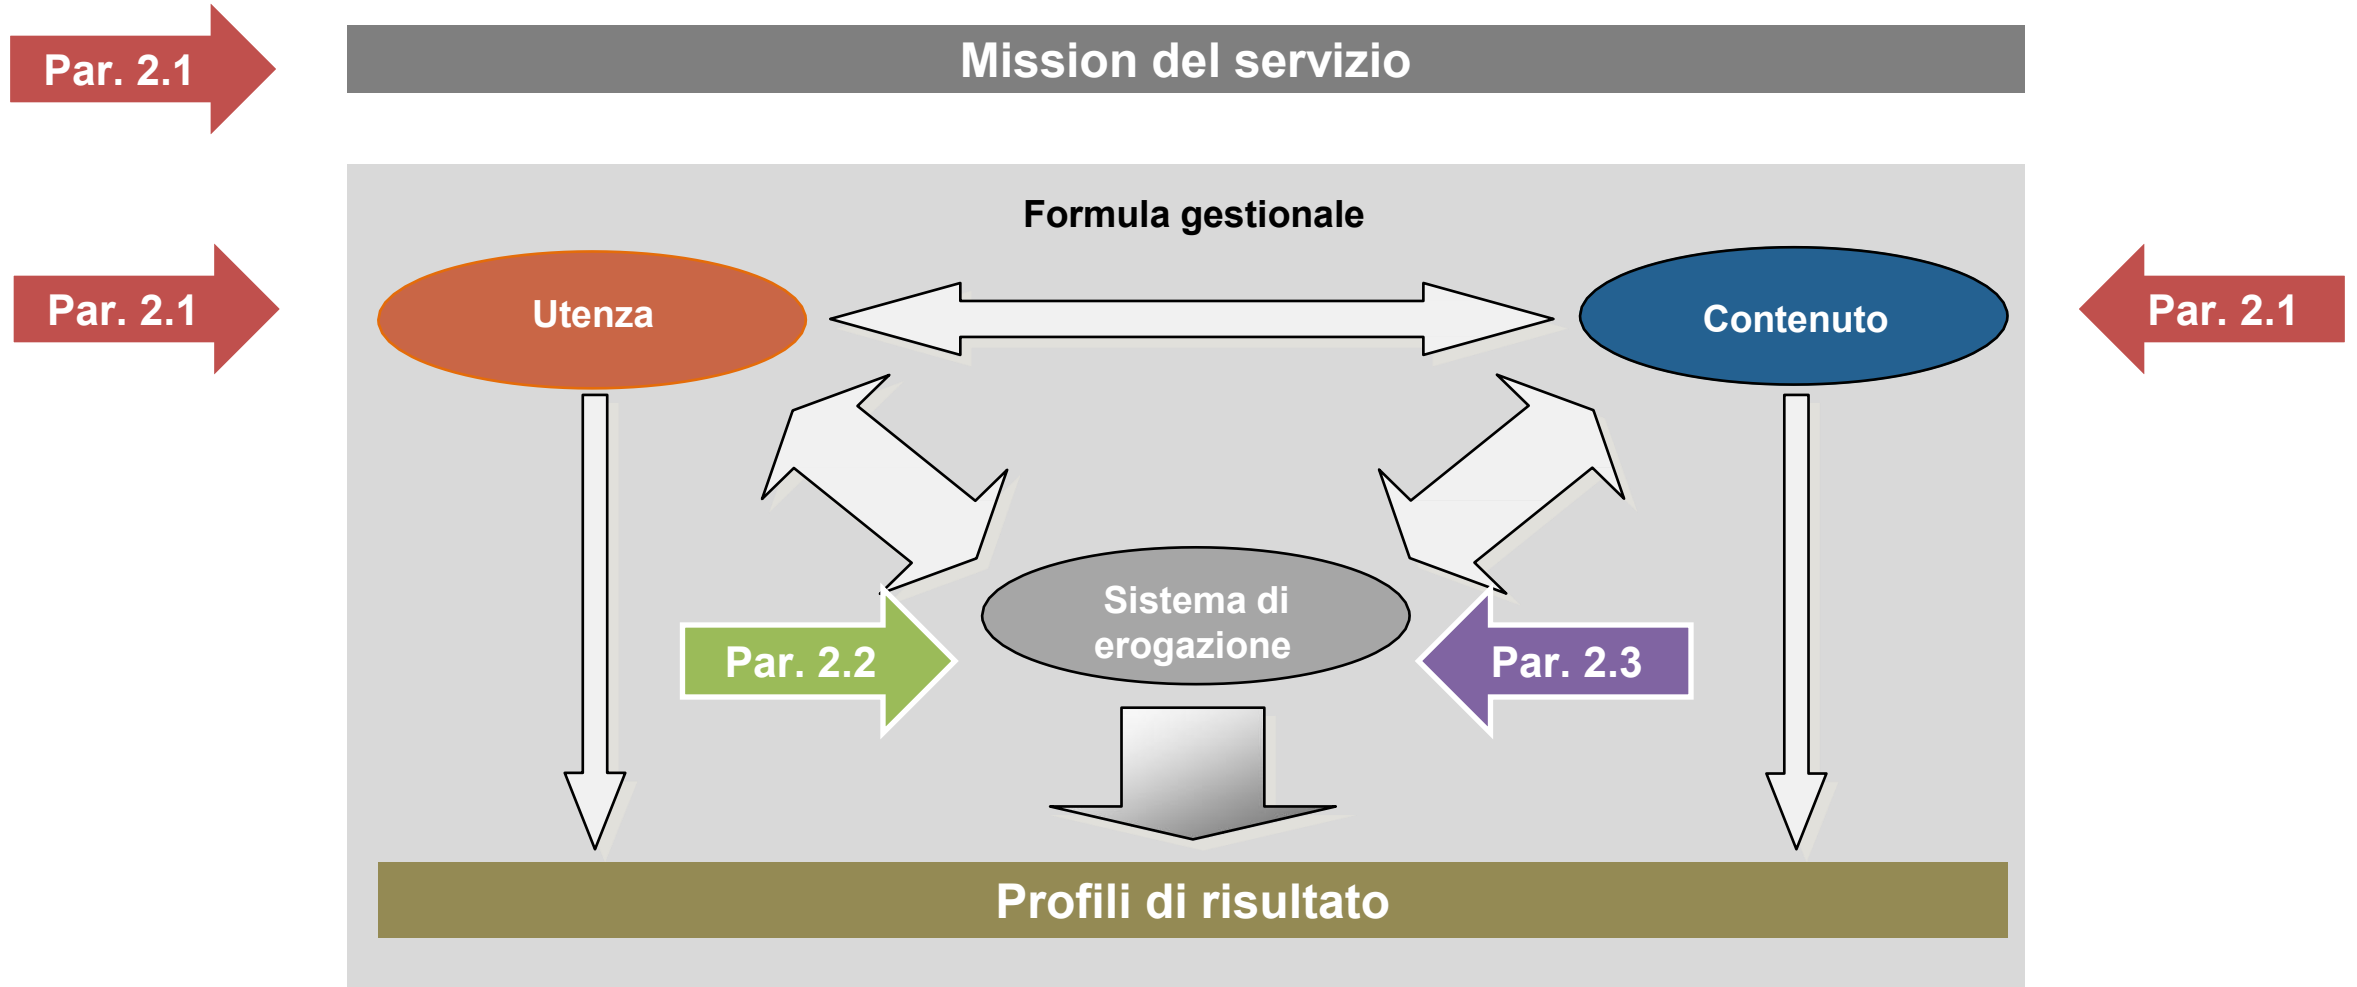 Par. 2.1
Mission del servizio
Formula gestionale
Par. 2.1
Utenza
Contenuto
Par. 2.1
Sistema di
erogazione
Par. 2.2
Par. 2.3
Profili di risultato